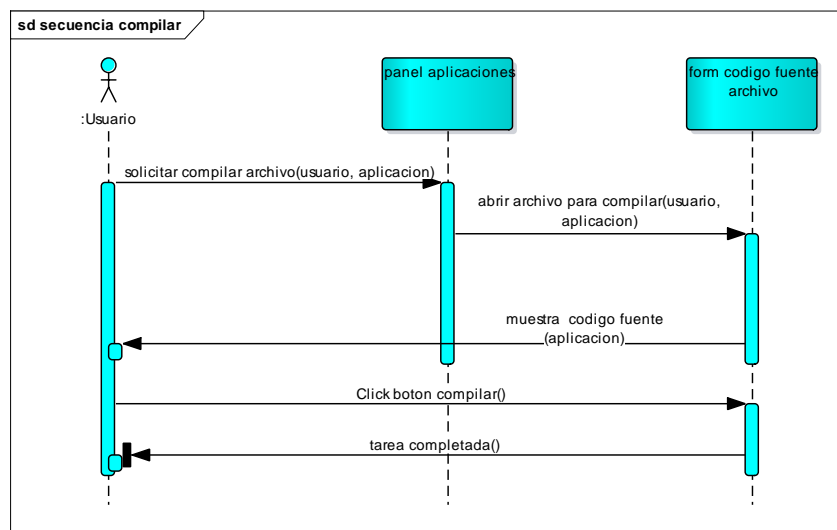 sd secuencia compilar
:Usuario
panel aplicaciones
form codigo fuente
archivo
solicitar compilar archivo(usuario, aplicacion)
abrir archivo para compilar(usuario,
aplicacion)
muestra codigo fuente
(aplicacion)
Click boton compilar()
tarea completada()